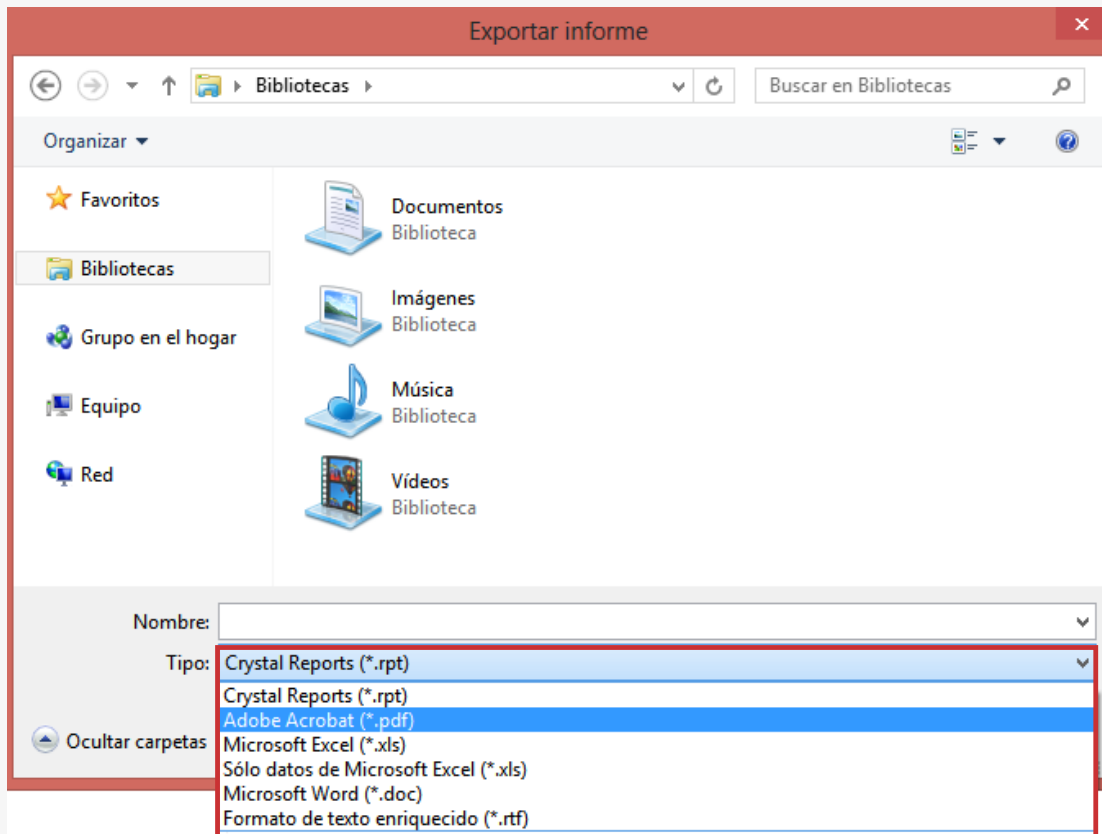 Exportar informe
Bibliotecas
Buscar en Bibliotecas
Organizar
Favoritos
Bibliotecas
Grupo en el hogar
Equipo
Red
Documentos
Biblioteca
Imágenes
Biblioteca
Música
Biblioteca
Vídeos
Biblioteca
Nombre:
Tipo: Crystal Reports (*.rpt)
Crystal Reports (*.rpt)
Adobe Acrobat (*.pdf)
Ocultar carpetas
Microsoft Excel (*.xls)
Sólo datos de Microsoft Excel (*.xls)
Microsoft Word (*.doc)
Formato de texto enriquecido (*.rtf)